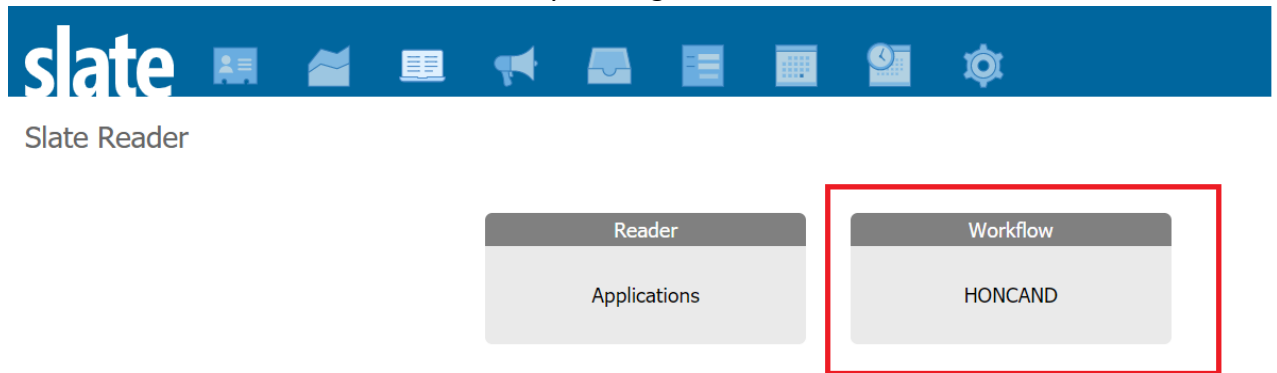 slate
Slate Reader
Reader
Workflow
Applications
HONCAND